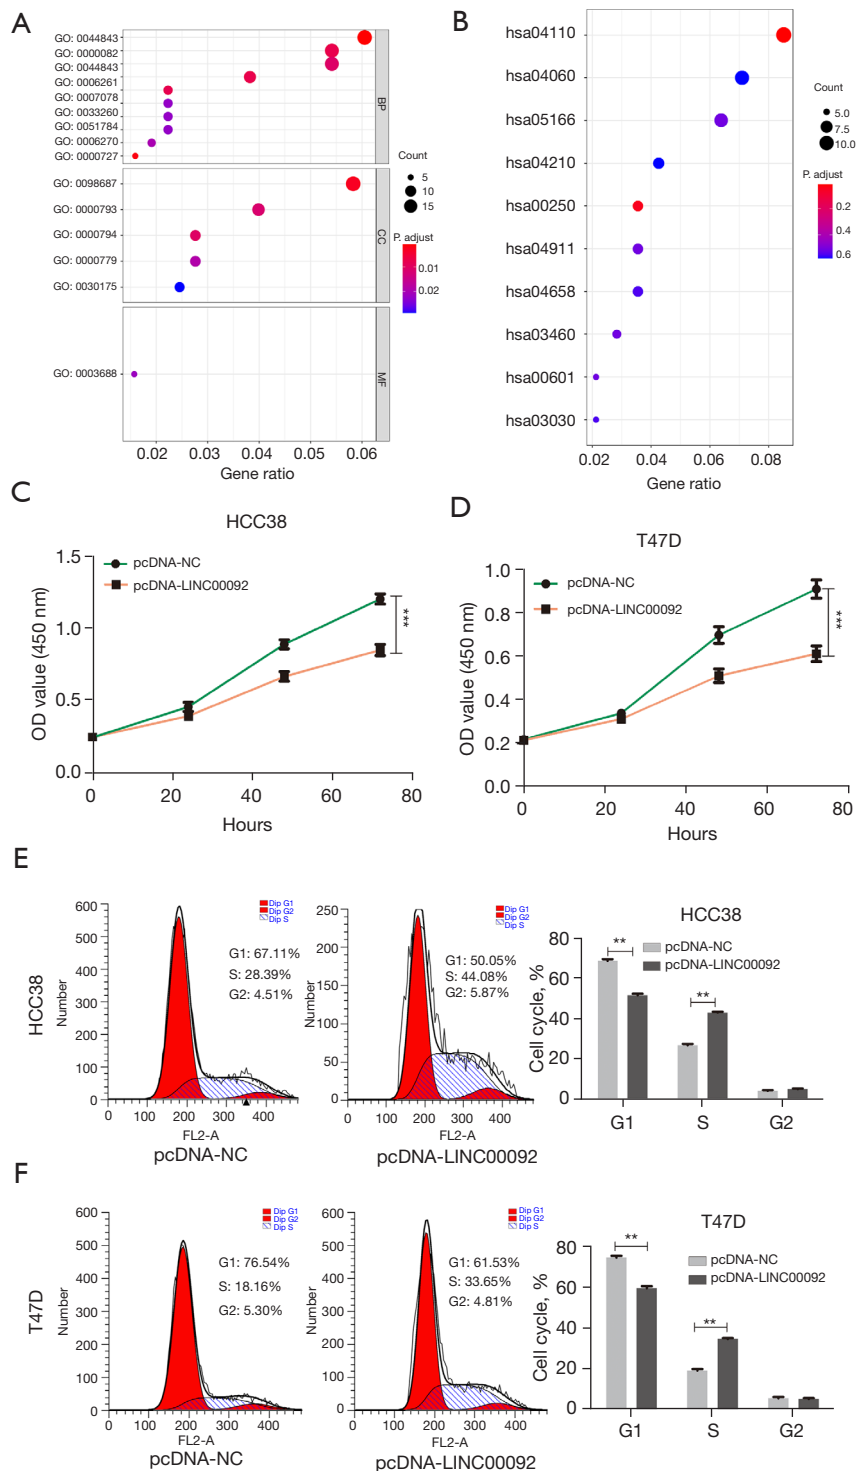 A
GO: 0044843
GO: 0000082
GO: 0044843
GO: 0006261
GO: 0007078
GO: 0033260
GO: 0051784
GO: 0006270
GO: 0000727
BP
GO: 0098687
GO: 0000793
GO: 0000794
GO: 0000779
GO: 0030175
CC
GO: 0003688
MF
0.02 0.03 0.04 0.05 0.06
Gene ratio
Count
5
10
15
P. adjust
0.01
0.02
B
hsa04110
hsa04060
hsa05166
hsa04210
hsa00250
hsa04911
hsa04658
hsa03460
hsa00601
hsa03030
0.02 0.04 0.06 0.08
Gene ratio
Count
5.0
7.5
10.0
P. adjust
0.2
0.4
0.6
C
HCC38
pcDNA-NC
pcDNA-LINC00092
OD value (450 nm)
1.5
1.0
0.5
0.0
***
0 20 40 60 80
Hours
D
T47D
pcDNA-NC
pcDNA-LINC00092
OD value (450 nm)
1.0
0.8
0.6
0.4
0.2
0.0
***
0 20 40 60 80
Hours
E
HCC38
Number
600
500
400
300
200
100
0
Dip G1
Dip G2
Dip S
G1: 67.11%
S: 28.39%
G2: 4.51%
0 100 200 300 400
FL2-A
pcDNA-NC
Number
250
200
150
100
50
0
Dip G1
Dip G2
Dip S
G1: 50.05%
S: 44.08%
G2: 5.87%
0 100 200 300 400
FL2-A
pcDNA-LINC00092
HCC38
pcDNA-NC
pcDNA-LINC00092
Cell cycle, %
80
60
40
20
0
**
**
G1 S G2
F
T47D
Number
600
500
400
300
200
100
0
Dip G1
Dip G2
Dip S
G1: 76.54%
S: 18.16%
G2: 5.30%
0 100 200 300 400
FL2-A
pcDNA-NC
Number
600
500
400
300
200
100
0
Dip G1
Dip G2
Dip S
G1: 61.53%
S: 33.65%
G2: 4.81%
0 100 200 300 400
FL2-A
pcDNA-LINC00092
T47D
pcDNA-NC
pcDNA-LINC00092
Cell cycle, %
80
60
40
20
0
**
**
G1 S G2